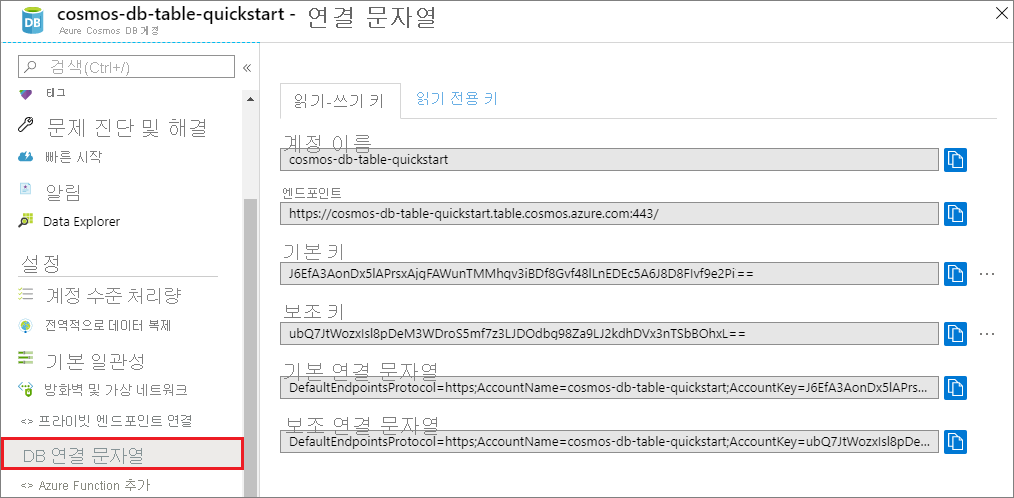 cosmos-db-table-quickstart - 연결 문자열
DB
Azure Cosmos DB 계정
검색(Ctrl+/)
태그
문제 진단 및 해결
빠른 시작
알림
Data Explorer
설정
계정 수준 처리량
전역적으로 데이터 복제
기본 일관성
방화벽 및 가상 네트워크
<> 프라이빗 엔드포인트 연결
DB 연결 문자열
<> Azure Function 추가
읽기-쓰기 키
읽기 전용 키
계정 이름
cosmos-db-table-quickstart
엔드포인트
https://cosmos-db-table-quickstart.table.cosmos.azure.com:443/
기본 키
J6EfA3AonDx5lAPrsxAjqFAWunTMMhqv3iBDf8Gvf48lLnEDEc5A6J8D8FIvf9e2Pi==
보조 키
ubQ7JtWozxIsl8pDeM3WDroS5mf7z3LJDOdbq98Za9LJ2kdhDVx3nTSbBOhxL==
기본 연결 문자열
DefaultEndpointsProtocol=https;AccountName=cosmos-db-table-quickstart;AccountKey=J6EfA3AonDx5lAPrs...
보조 연결 문자열
DefaultEndpointsProtocol=https;AccountName=cosmos-db-table-quickstart;AccountKey=ubQ7JtWozxIsl8pDe...